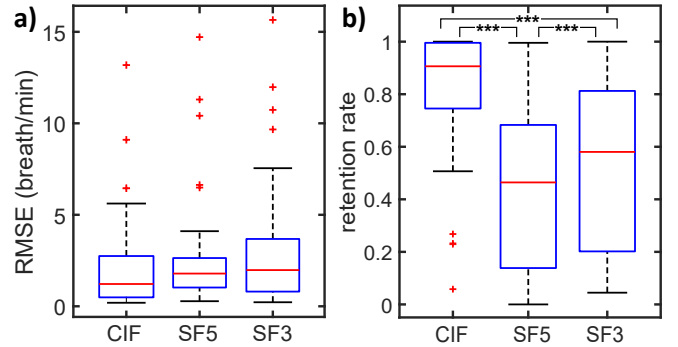 a)
RMSE (breath/min)
15
10
5
0
CIF SF5 SF3
b)
retention rate
1
0.8
0.6
0.4
0.2
0
***
*** ***
CIF SF5 SF3